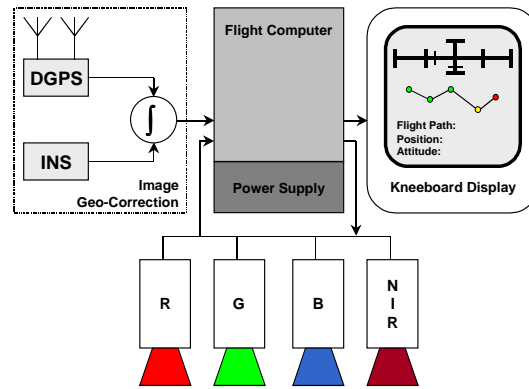 DGPS
INS
∫
Image
Geo-Correction
Flight Computer
Power Supply
Flight Path:
Position:
Attitude:
Kneeboard Display
R
G
B
N
I
R